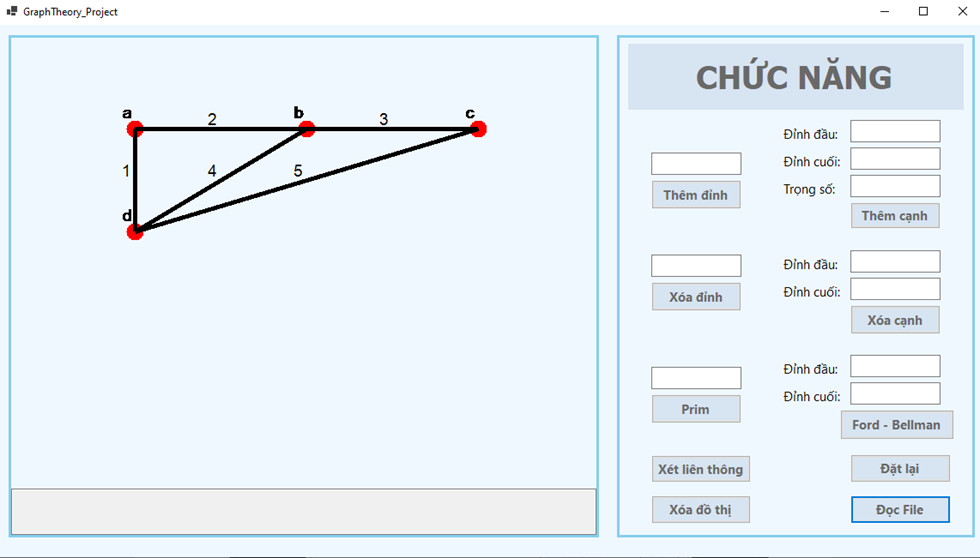 GraphTheory_Project
a
b
c
2
3
1
4
5
d
CHỨC NĂNG
Đỉnh đầu:
Đỉnh cuối:
Trọng số:
Thêm đỉnh
Thêm cạnh
Đỉnh đầu:
Đỉnh cuối:
Xóa đỉnh
Xóa cạnh
Đỉnh đầu:
Đỉnh cuối:
Prim
Ford - Bellman
Xét liên thông
Đặt lại
Xóa đồ thị
Đọc File